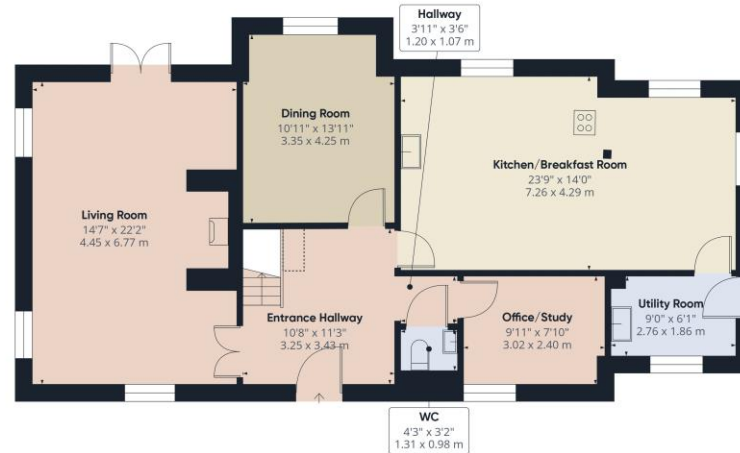 Hallway
3'11" x 3'6"
1.20 x 1.07 m
Dining Room
10'11" x 13'11"
3.35 x 4.25 m
Kitchen/Breakfast Room
23'9" x 14'0"
7.26 x 4.29 m
Living Room
14'7" x 22'2"
4.45 x 6.77 m
Entrance Hallway
10'8" x 11'3"
3.25 x 3.43 m
Office/Study
9'11" x 7'10"
3.02 x 2.40 m
Utility Room
9'0" x 6'1"
2.76 x 1.86 m
WC
4'3" x 3'2"
1.31 x 0.98 m